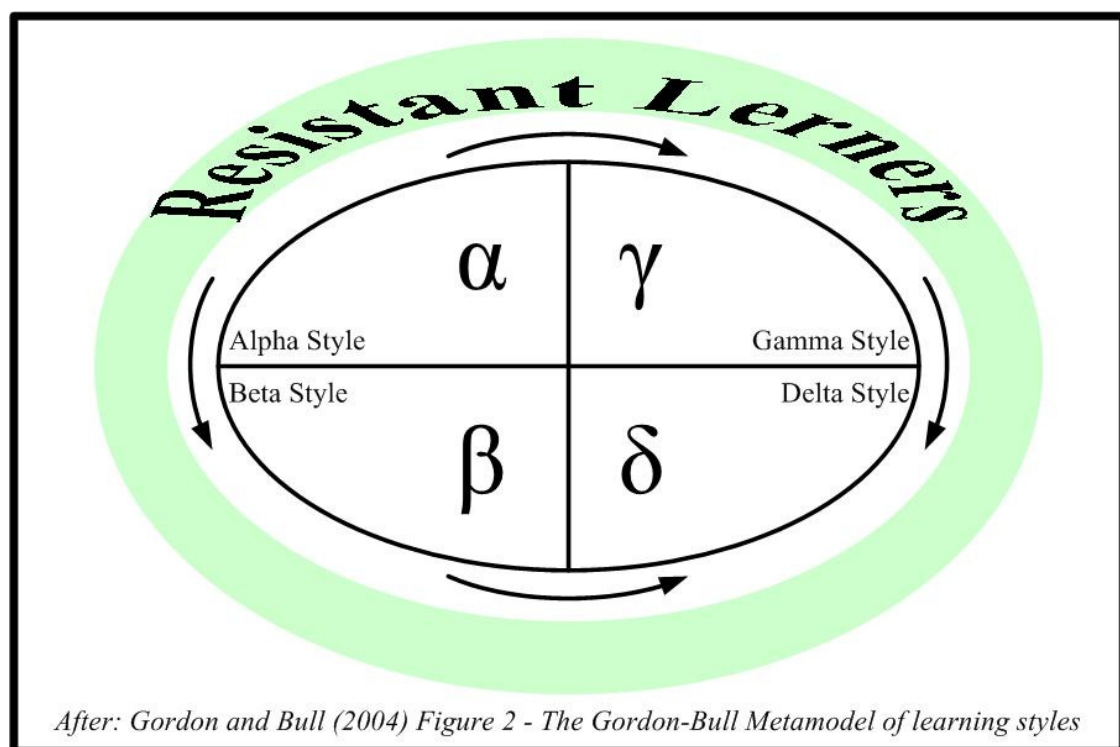 Resistant Lerners
α
γ
Alpha Style
Gamma Style
Beta Style
Delta Style
β
δ
After: Gordon and Bull (2004) Figure 2 - The Gordon-Bull Metamodel of learning styles